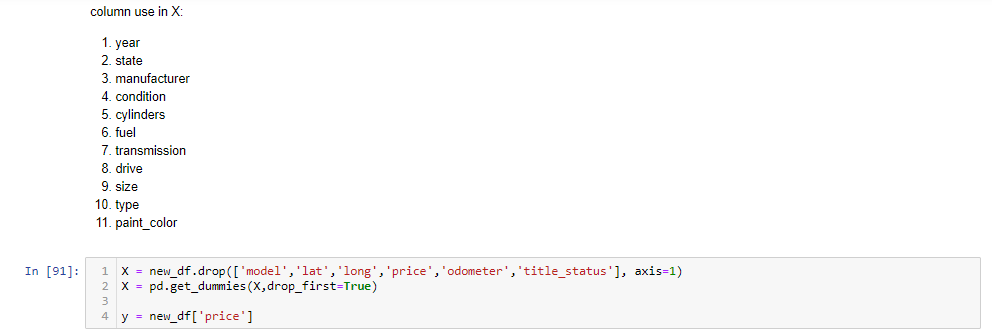 column use in X:
1. year
2. state
3. manufacturer
4. condition
5. cylinders
6. fuel
7. transmission
8. drive
9. size
10. type
11. paint_color
In [91]:
1 X = new_df.drop(['model','lat','long','price','odometer','title_status'], axis=1)
2 X = pd.get_dummies(X,drop_first=True)
3
4 y = new_df['price']